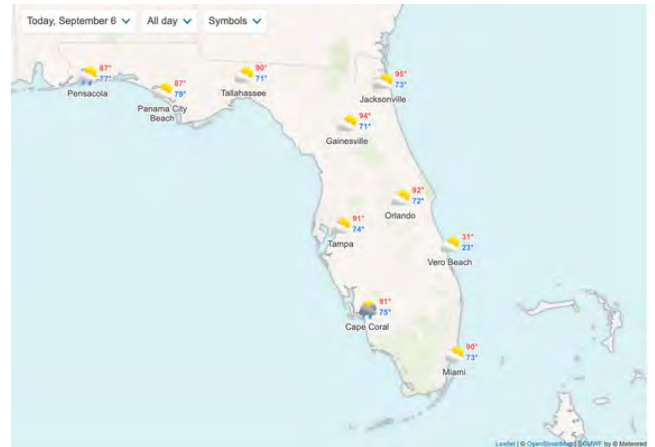 Today, September 6
All day
Symbols
87°
77°
Pensacola
87°
79°
Panama City
Beach
90°
71°
Tallahassee
95°
73°
Jacksonville
94°
71°
Gainesville
92°
72°
Orlando
91°
74°
Tampa
31°
23°
Vero Beach
91°
75°
Cape Coral
90°
73°
Miami
Leaflet | © OpenStreetMap | ECMWF by © Meteored